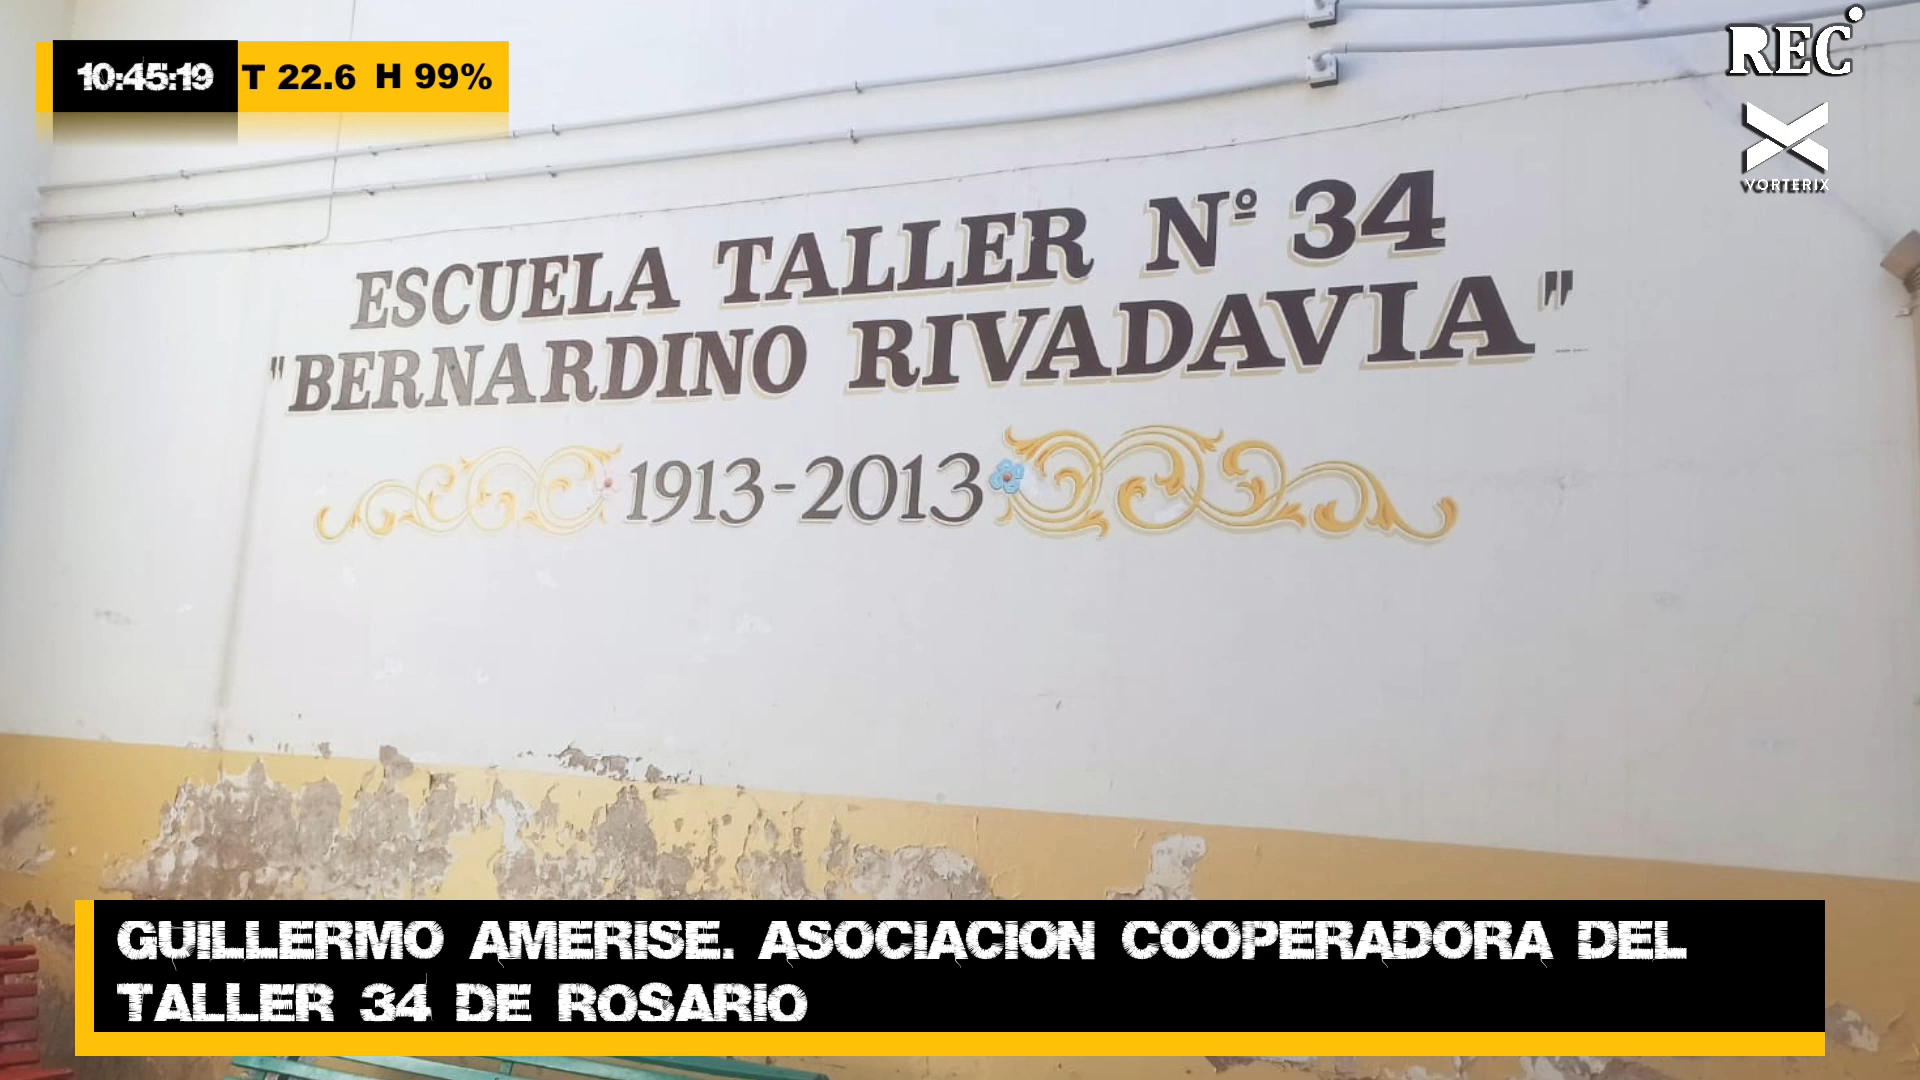 10:45:19 T 22.6 H 99%
REC
VORTERIX
ESCUELA TALLER Nº 34
"BERNARDINO RIVADAVIA"
1913-2013
GUILLERMO AMERISE. ASOCIACION COOPERADORA DEL
TALLER 34 DE ROSARIO